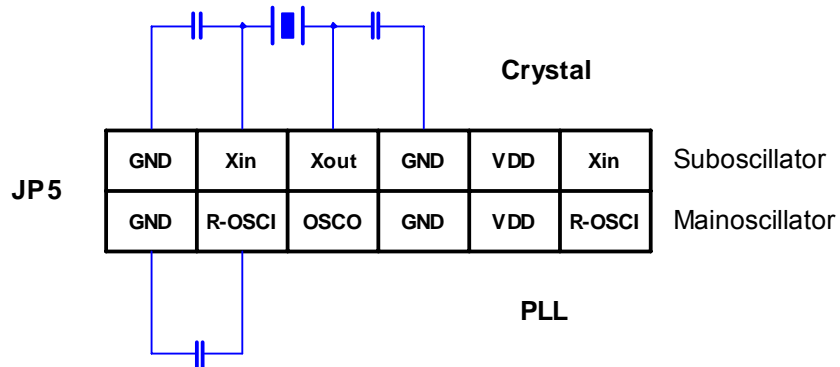 Crystal
GND Xin Xout GND VDD Xin Suboscillator
JP5
GND R-OSCI OSCO GND VDD R-OSCI Mainoscillator
PLL